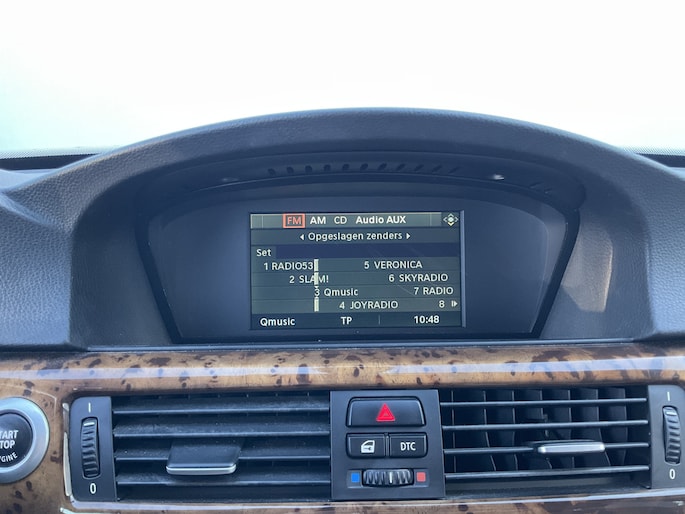 FM AM CD Audio AUX
Opgeslagen zenders
Set
1 RADIO53 5 VERONICA
2 SLAM! 6 SKYRADIO
3 Qmusic 7 RADIO
4 JOYRADIO 8
Qmusic TP 10:48
START
STOP
ENGINE
I
0
DTC
I
0